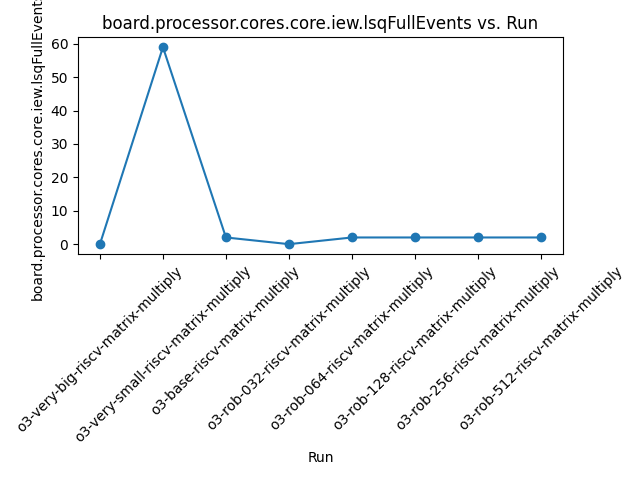 board.processor.cores.core.iew.lsqFullEvents vs. Run
board.processor.cores.core.iew.lsqFullEvents
60
50
40
30
20
10
0
o3-very-big-riscv-matrix-multiply
o3-very-small-riscv-matrix-multiply
o3-base-riscv-matrix-multiply
o3-rob-032-riscv-matrix-multiply
o3-rob-064-riscv-matrix-multiply
o3-rob-128-riscv-matrix-multiply
o3-rob-256-riscv-matrix-multiply
o3-rob-512-riscv-matrix-multiply
Run